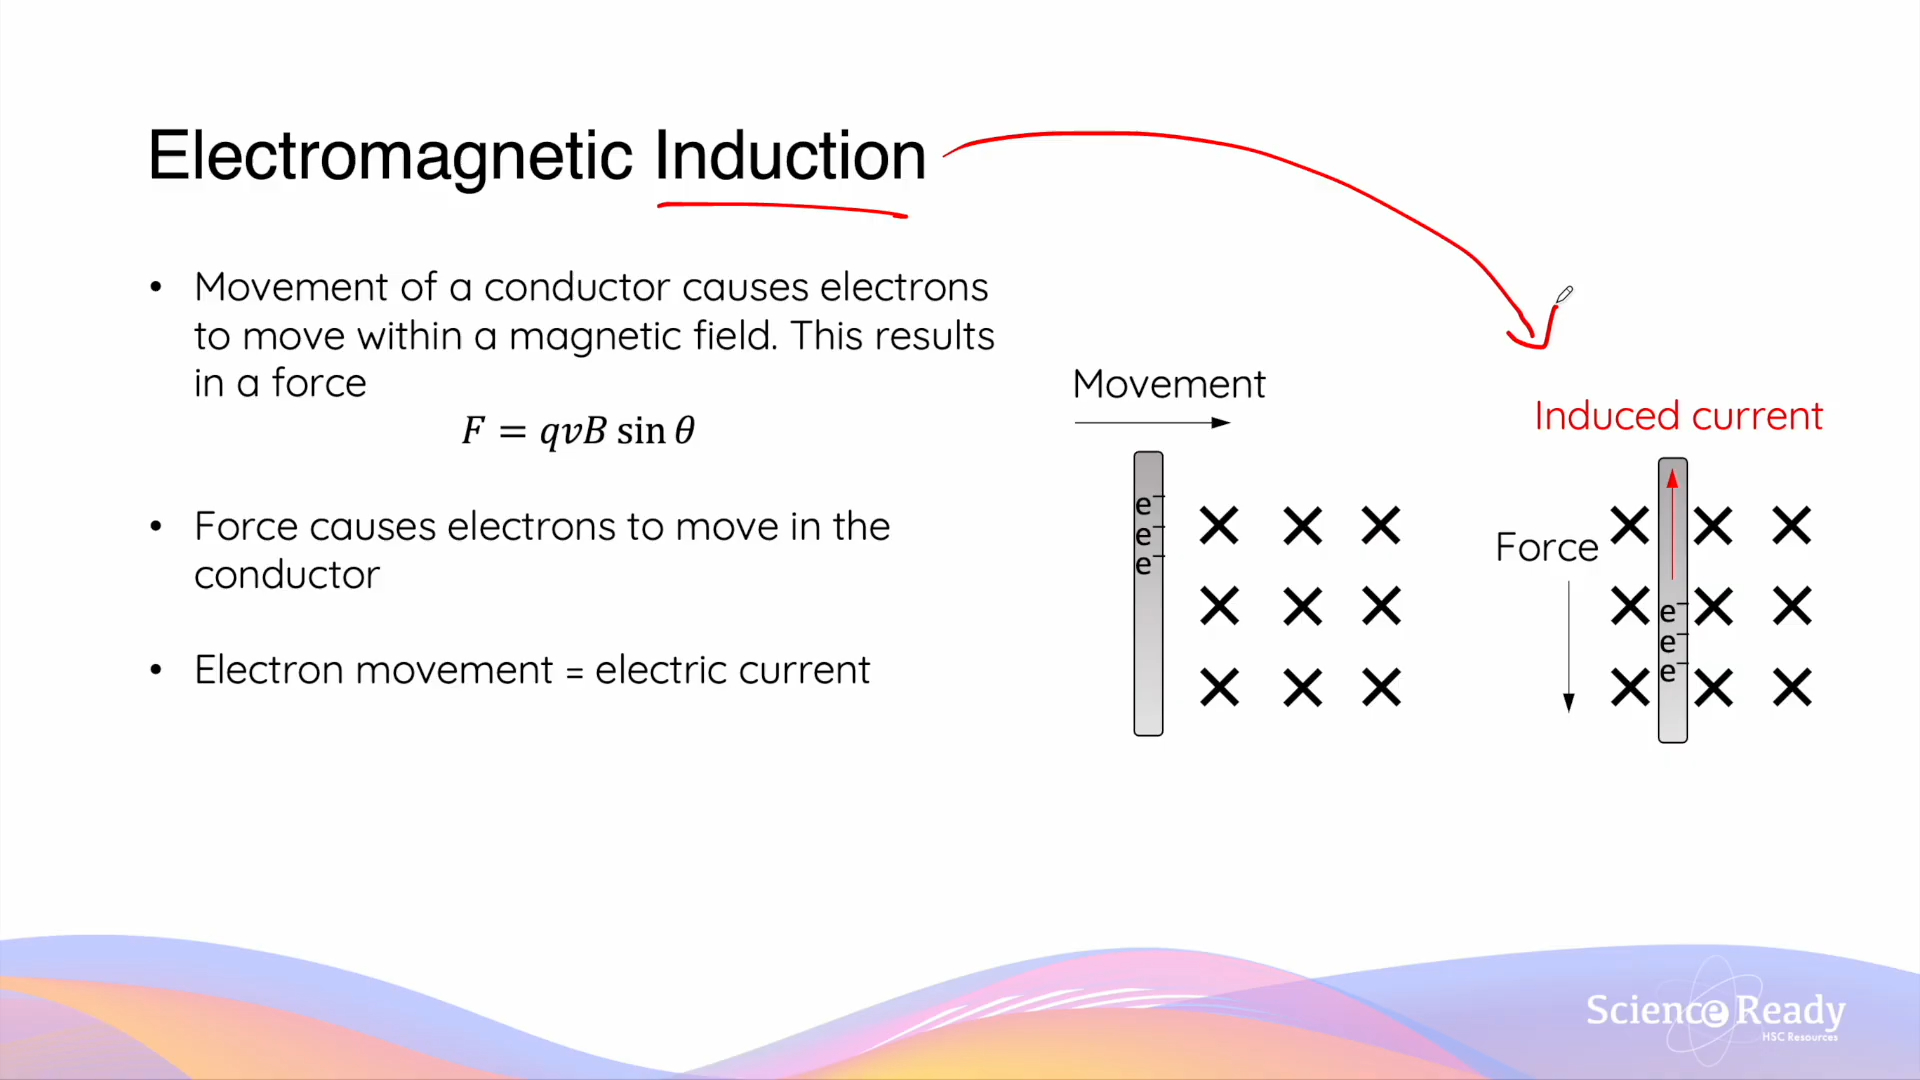 Electromagnetic Induction
• Movement of a conductor causes electrons
to move within a magnetic field. This results
in a force
F = qvB sin θ
• Force causes electrons to move in the
conductor
• Electron movement = electric current
Movement
e⁻
e⁻
e⁻
Induced current
Force
e⁻
e⁻
e⁻
Science Ready
HSC Resources